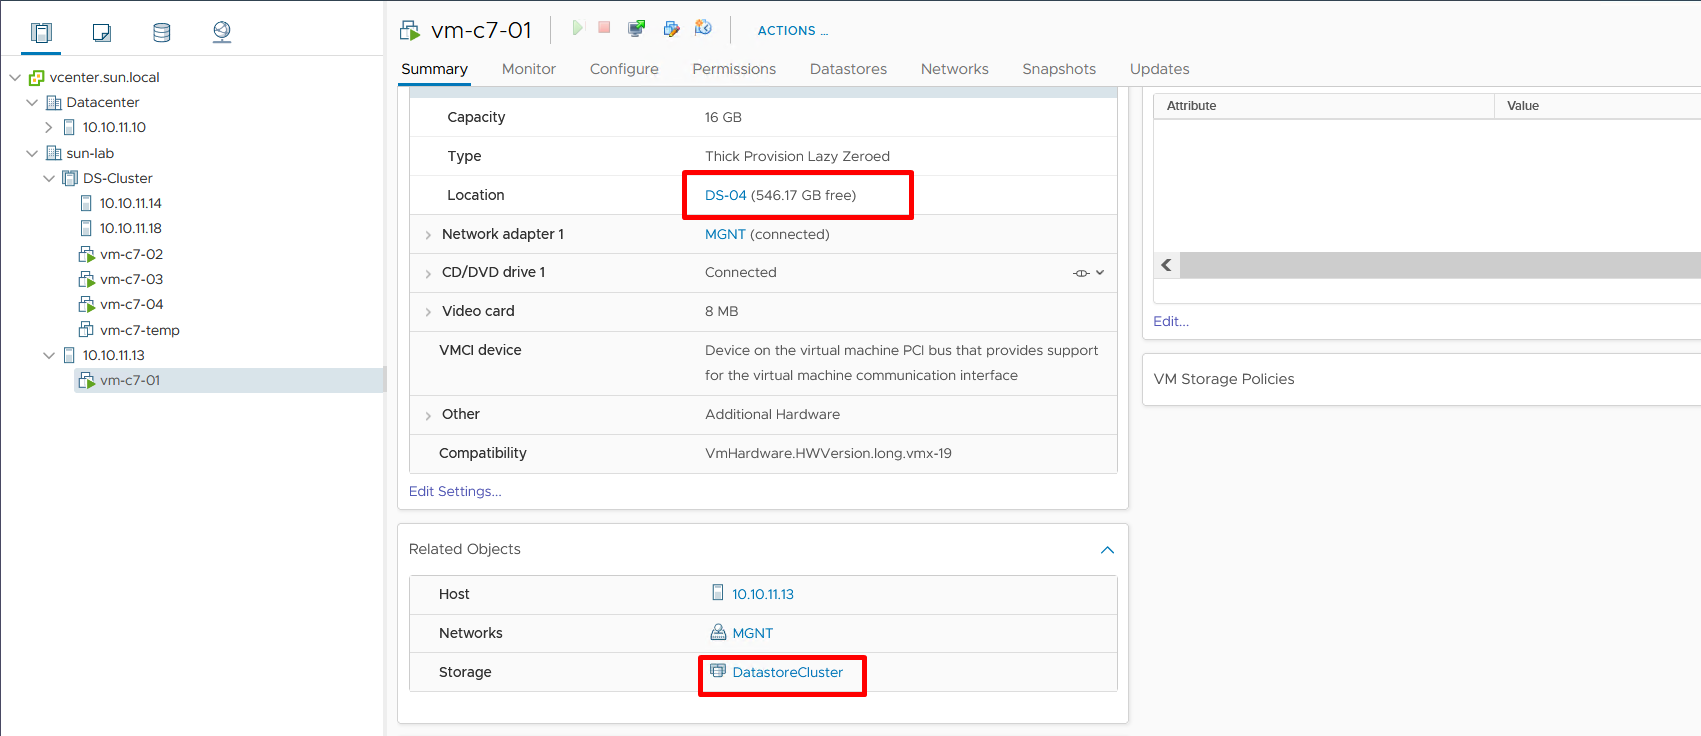 vm-c7-01
ACTIONS ...
Summary Monitor Configure Permissions Datastores Networks Snapshots Updates
vcenter.sun.local
Datacenter
10.10.11.10
sun-lab
DS-Cluster
10.10.11.14
10.10.11.18
vm-c7-02
vm-c7-03
vm-c7-04
vm-c7-temp
10.10.11.13
vm-c7-01
Capacity 16 GB
Type Thick Provision Lazy Zeroed
Location DS-04 (546.17 GB free)
Network adapter 1 MGNT (connected)
CD/DVD drive 1 Connected
Video card 8 MB
VMCI device Device on the virtual machine PCI bus that provides support
for the virtual machine communication interface
Other Additional Hardware
Compatibility VmHardware.HWVersion.long.vmx-19
Edit Settings...
Related Objects
Host 10.10.11.13
Networks MGNT
Storage DatastoreCluster
Attribute Value
Edit...
VM Storage Policies